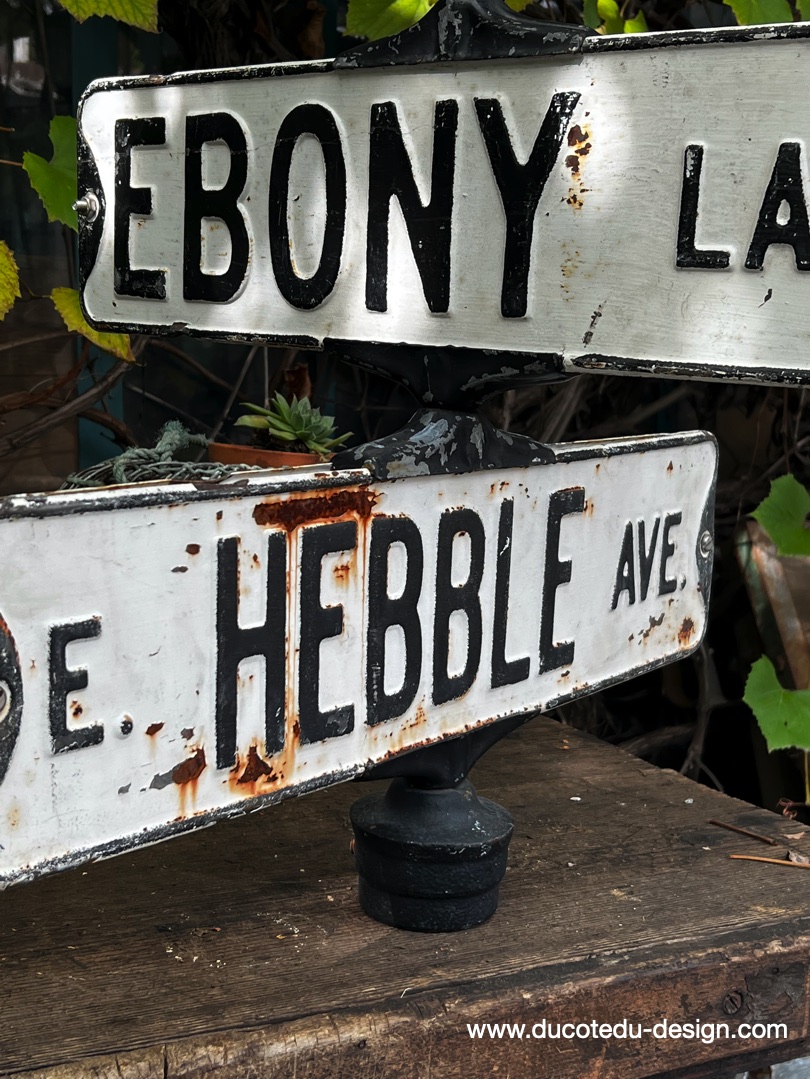 EBONY LA
E. HEBBLE AVE.
www.ducotedu-design.com